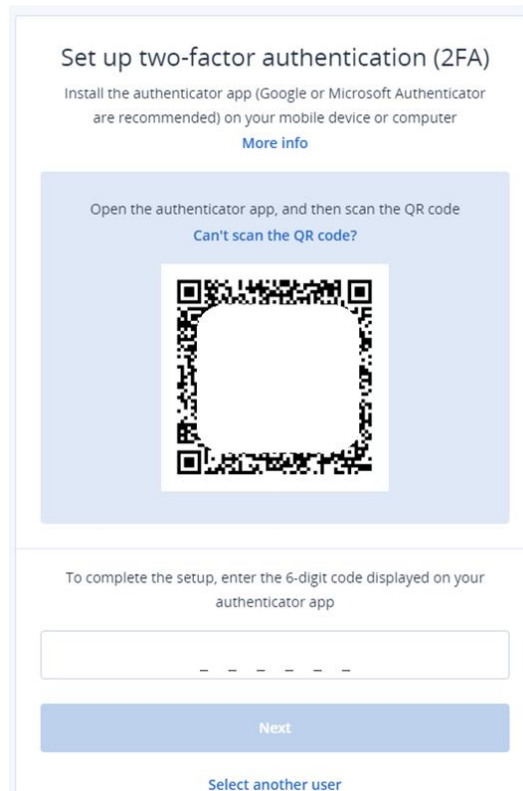 Set up two-factor authentication (2FA)
Install the authenticator app (Google or Microsoft Authenticator
are recommended) on your mobile device or computer
More info
Open the authenticator app, and then scan the QR code
Can't scan the QR code?
To complete the setup, enter the 6-digit code displayed on your
authenticator app
_ _ _ _ _ _
Next
Select another user